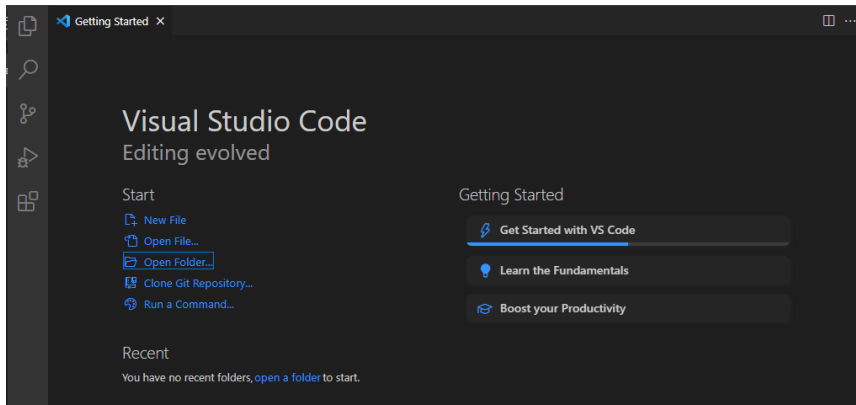 Getting Started
Visual Studio Code
Editing evolved
Start
New File
Open File...
Open Folder...
Clone Git Repository...
Run a Command...
Recent
You have no recent folders, open a folder to start.
Getting Started
Get Started with VS Code
Learn the Fundamentals
Boost your Productivity